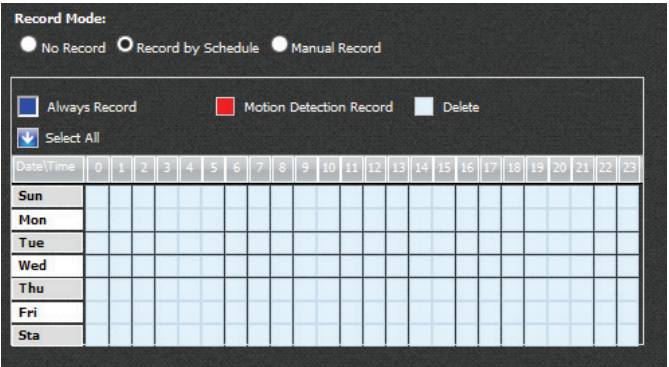 Record Mode:
No Record Record by Schedule Manual Record
Always Record Motion Detection Record Delete
Select All
Date\Time 0 1 2 3 4 5 6 7 8 9 10 11 12 13 14 15 16 17 18 19 20 21 22 23
Sun
Mon
Tue
Wed
Thu
Fri
Sta